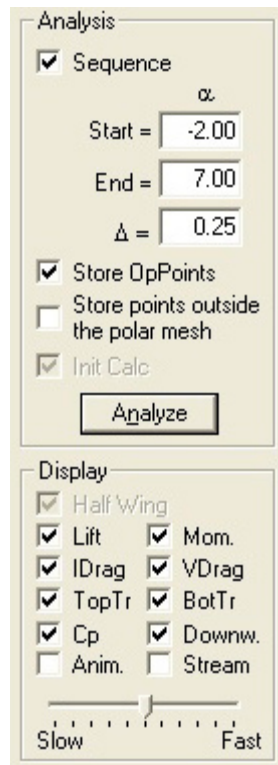 Analysis
Sequence
α
Start = -2.00
End = 7.00
Δ = 0.25
Store OpPoints
Store points outside
the polar mesh
Init Calc
Analyze
Display
Half Wing
Lift Mom.
IDrag VDrag
TopTr BotTr
Cp Downw.
Anim. Stream
Slow Fast